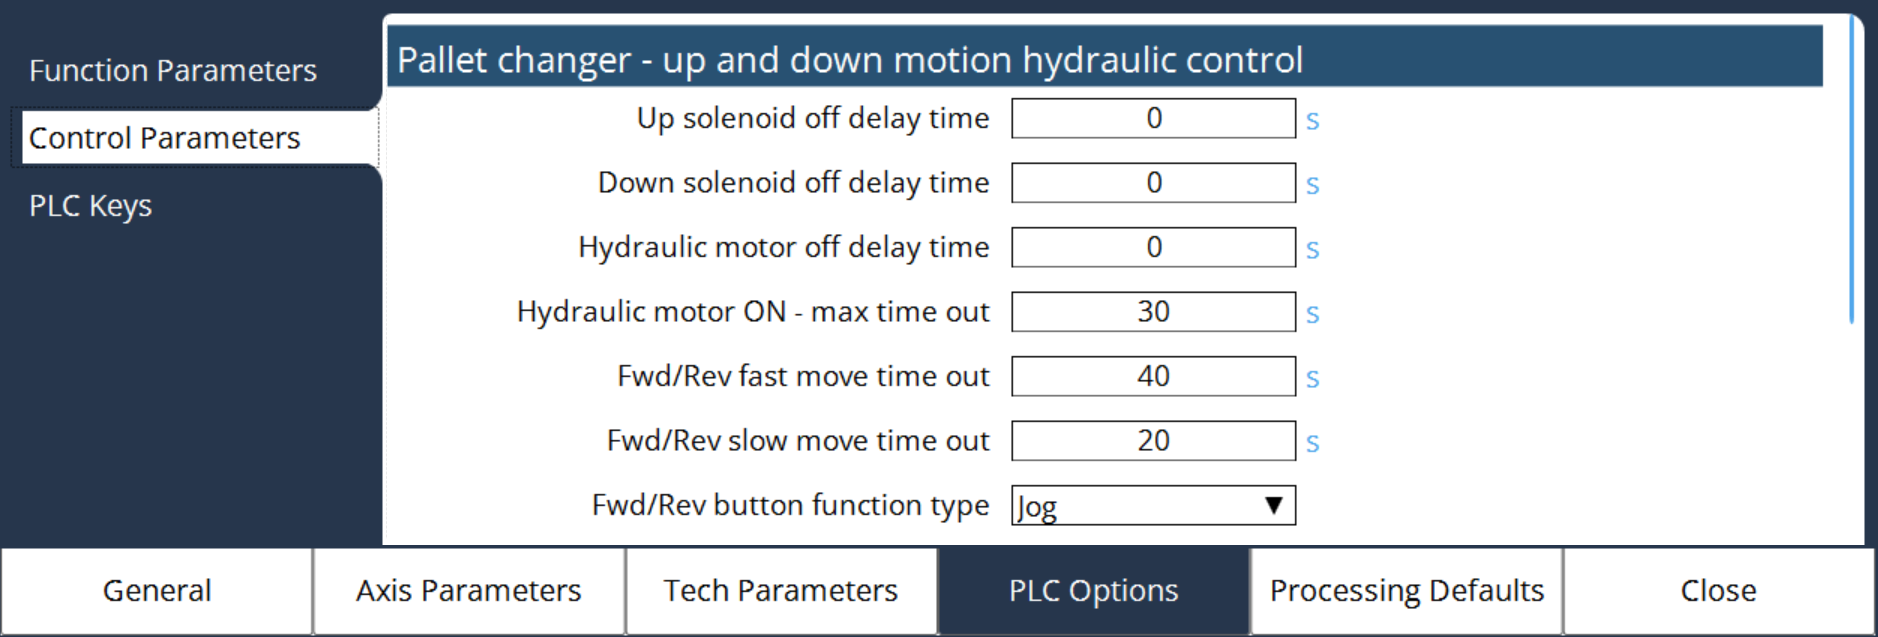 Function Parameters
Control Parameters
PLC Keys
Pallet changer - up and down motion hydraulic control
Up solenoid off delay time 0 s
Down solenoid off delay time 0 s
Hydraulic motor off delay time 0 s
Hydraulic motor ON - max time out 30 s
Fwd/Rev fast move time out 40 s
Fwd/Rev slow move time out 20 s
Fwd/Rev button function type Jog ▼
General Axis Parameters Tech Parameters PLC Options Processing Defaults Close